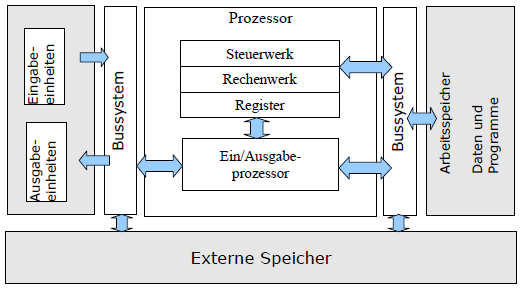 Eingabe-
einheiten
Ausgabe-
einheiten
Bussystem
Prozessor
Steuerwerk
Rechenwerk
Register
Ein/Ausgabe-
prozessor
Bussystem
Arbeitsspeicher
Daten und
Programme
Externe Speicher